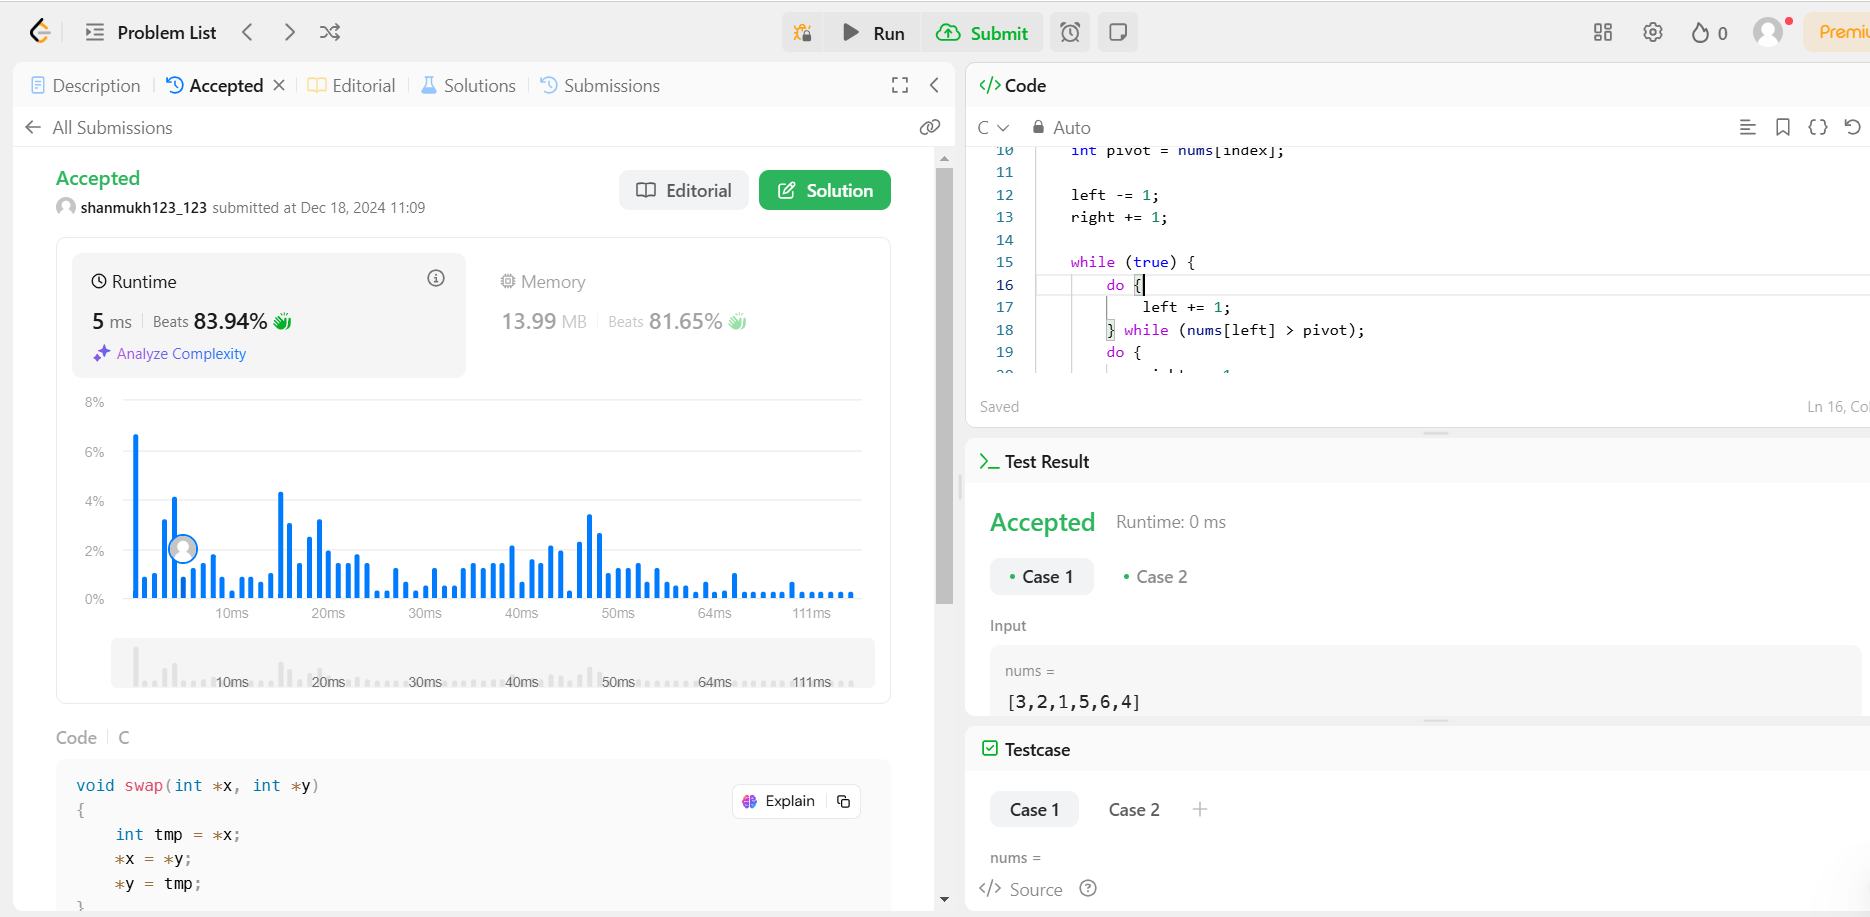 Problem List
Run
Submit
0
Premiu
Description
Accepted
Editorial
Solutions
Submissions
All Submissions
Accepted
shanmukh123_123 submitted at Dec 18, 2024 11:09
Editorial
Solution
Runtime
5 ms
Beats 83.94%
Analyze Complexity
Memory
13.99 MB
Beats 81.65%
8%
6%
4%
2%
0%
10ms 20ms 30ms 40ms 50ms 64ms 111ms
10ms 20ms 30ms 40ms 50ms 64ms 111ms
Code
C
void swap(int *x, int *y)
{
int tmp = *x;
*x = *y;
*y = tmp;
}
Explain
Code
C
Auto
10 int pivot = nums[index];
11
12 left -= 1;
13 right += 1;
14
15 while (true) {
16 do {
17 left += 1;
18 } while (nums[left] > pivot);
19 do {
Saved
Ln 16, Co
Test Result
Accepted
Runtime: 0 ms
Case 1
Case 2
Input
nums =
[3,2,1,5,6,4]
Testcase
Case 1
Case 2
nums =
Source